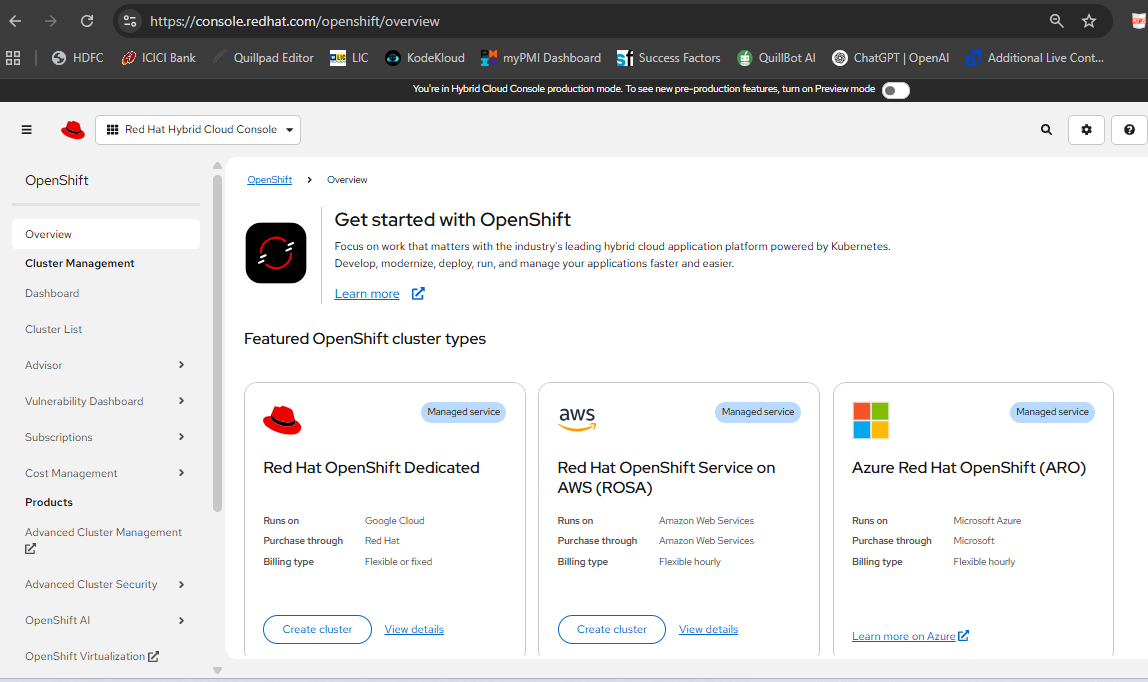 https://console.redhat.com/openshift/overview
HDFC
ICICI Bank
Quillpad Editor
LIC
KodeKloud
myPMI Dashboard
Success Factors
QuillBot AI
ChatGPT | OpenAI
Additional Live Cont...
You're in Hybrid Cloud Console production mode. To see new pre-production features, turn on Preview mode
Red Hat Hybrid Cloud Console
OpenShift
Overview
Cluster Management
Dashboard
Cluster List
Advisor
Vulnerability Dashboard
Subscriptions
Cost Management
Products
Advanced Cluster Management
Advanced Cluster Security
OpenShift AI
OpenShift Virtualization
OpenShift > Overview
Get started with OpenShift
Focus on work that matters with the industry's leading hybrid cloud application platform powered by Kubernetes.
Develop, modernize, deploy, run, and manage your applications faster and easier.
Learn more
Featured OpenShift cluster types
Managed service
Red Hat OpenShift Dedicated
Runs on Google Cloud
Purchase through Red Hat
Billing type Flexible or fixed
Create cluster View details
aws
Managed service
Red Hat OpenShift Service on
AWS (ROSA)
Runs on Amazon Web Services
Purchase through Amazon Web Services
Billing type Flexible hourly
Create cluster View details
Managed service
Azure Red Hat OpenShift (ARO)
Runs on Microsoft Azure
Purchase through Microsoft
Billing type Flexible hourly
Learn more on Azure